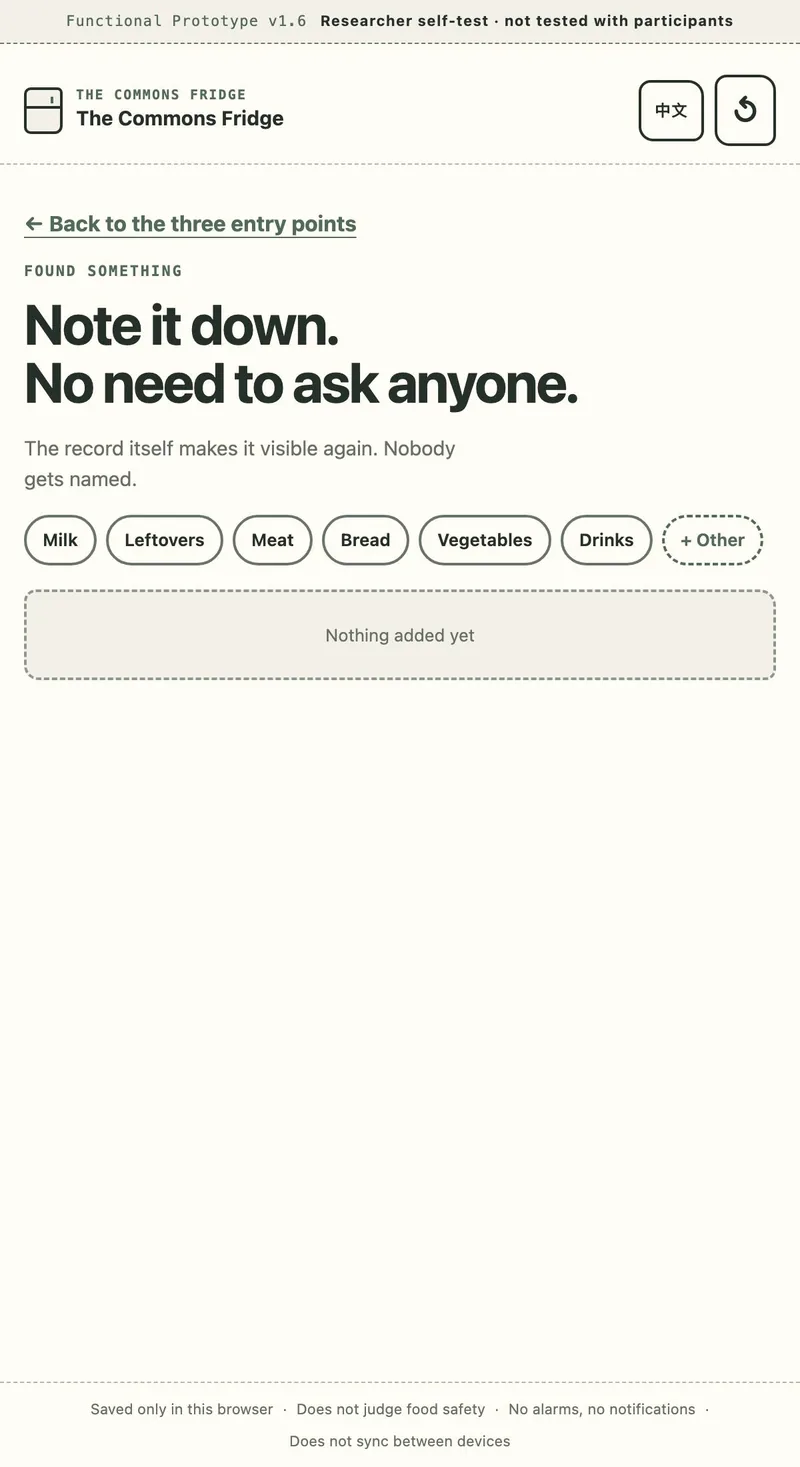 Functional Prototype v1.6 Researcher self-test · not tested with participants
THE COMMONS FRIDGE
The Commons Fridge
中文
← Back to the three entry points
FOUND SOMETHING
Note it down.
No need to ask anyone.
The record itself makes it visible again. Nobody
gets named.
Milk Leftovers Meat Bread Vegetables Drinks + Other
Nothing added yet
Saved only in this browser · Does not judge food safety · No alarms, no notifications ·
Does not sync between devices